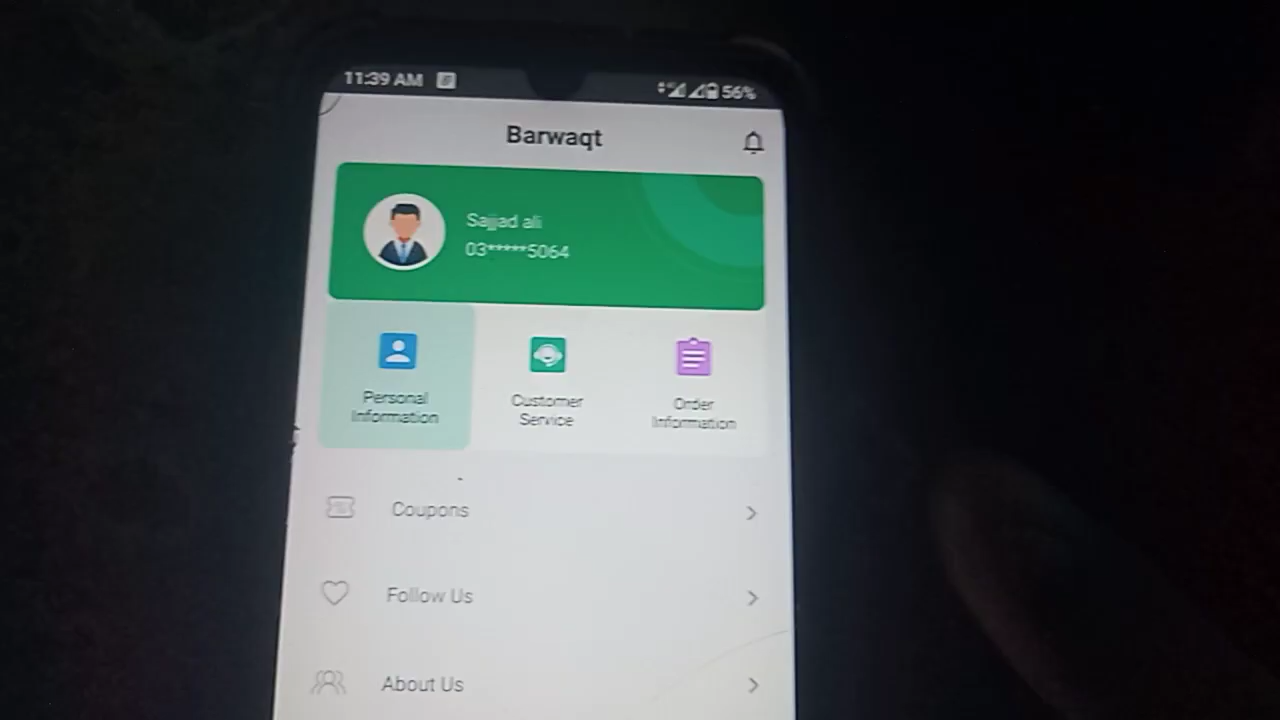 11:39 AM
56%
Barwaqt
Sajjad ali
03*****5064
Personal
Information
Customer
Service
Order
Information
Coupons
Follow Us
About Us